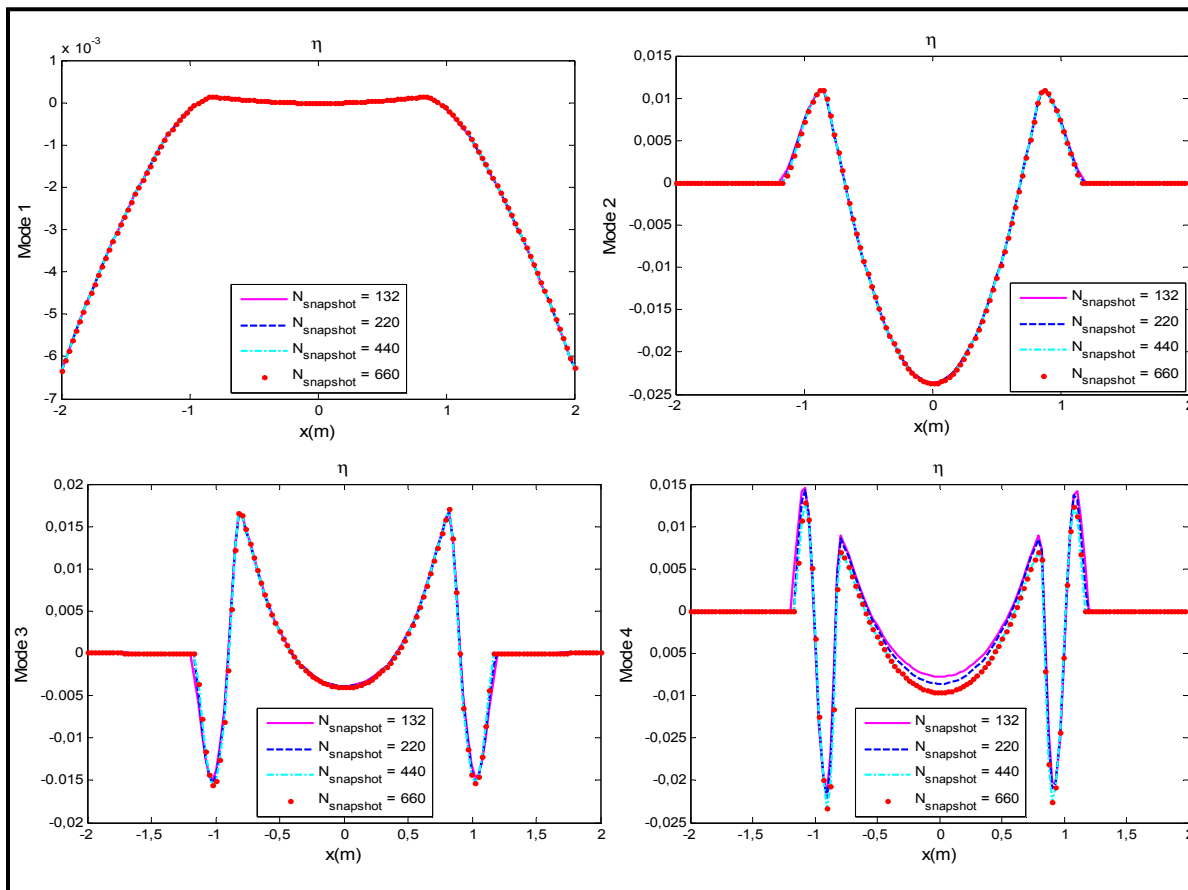 x 10⁻³
η
1
0
-1
-2
-3
-4
-5
-6
-7
Mode 1
-2 -1 0 1 2
x(m)
N_snapshot = 132
N_snapshot = 220
N_snapshot = 440
N_snapshot = 660
η
0,015
0,01
0,005
0
-0,005
-0,01
-0,015
-0,02
-0,025
Mode 2
-2 -1 0 1 2
x(m)
N_snapshot = 132
N_snapshot = 220
N_snapshot = 440
N_snapshot = 660
η
0,02
0,015
0,01
0,005
0
-0,005
-0,01
-0,015
-0,02
Mode 3
-2 -1,5 -1 -0,5 0 0,5 1 1,5 2
x(m)
N_snapshot = 132
N_snapshot = 220
N_snapshot = 440
N_snapshot = 660
η
0,015
0,01
0,005
0
-0,005
-0,01
-0,015
-0,02
-0,025
Mode 4
-2 -1,5 -1 -0,5 0 0,5 1 1,5 2
x(m)
N_snapshot = 132
N_snapshot = 220
N_snapshot = 440
N_snapshot = 660